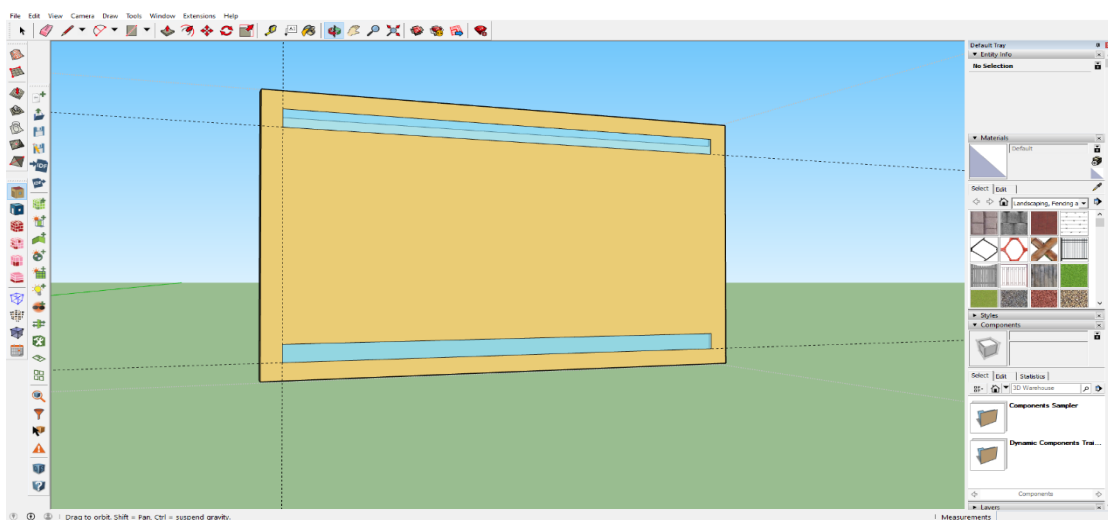 File Edit View Camera Draw Tools Window Extensions Help
Default Tray
Entity Info
No Selection
Materials
Default
Select Edit
Landscaping, Fencing a
Styles
Components
Select Edit Statistics
3D Warehouse
Components Sampler
Dynamic Components Trai...
Components
Layers
Drag to orbit. Shift = Pan, Ctrl = suspend gravity.
Measurements